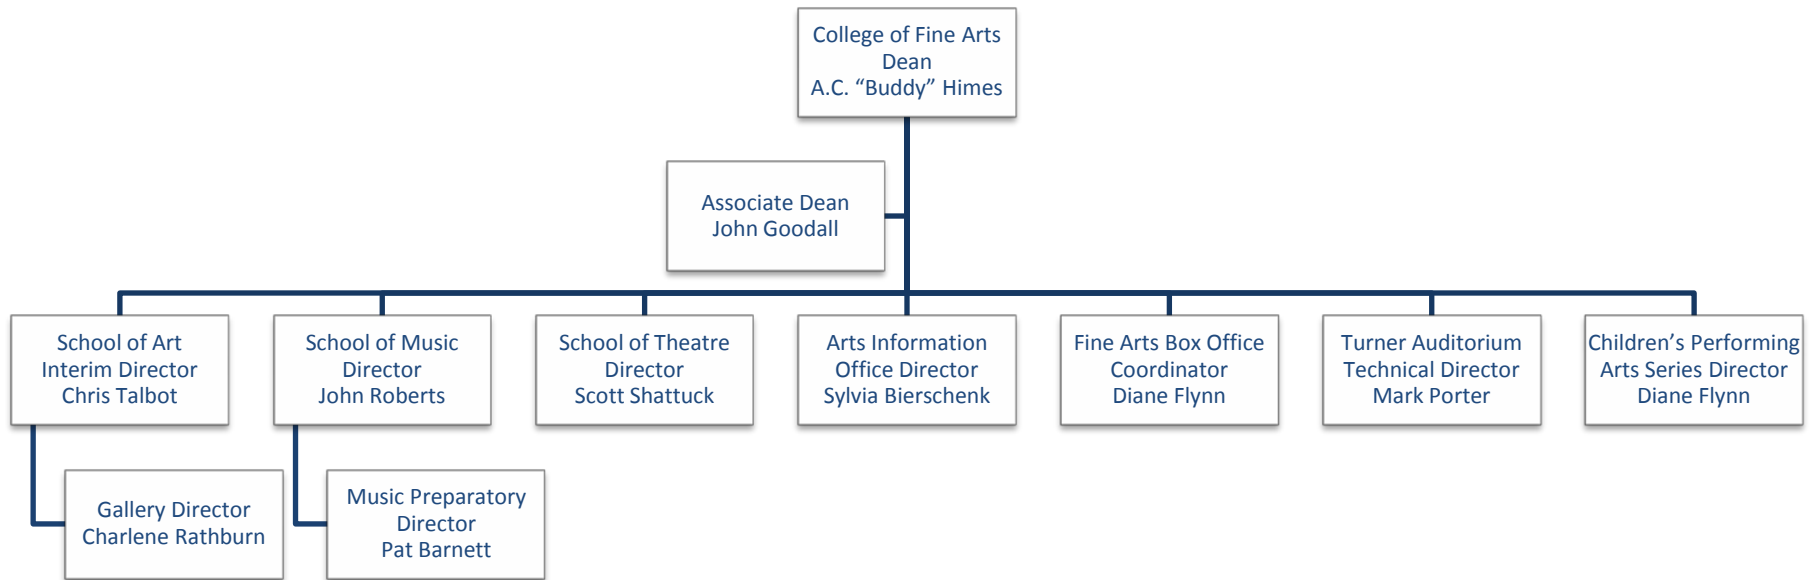 College of Fine Arts
Dean
A.C. “Buddy” Himes
Associate Dean
John Goodall
School of Art
Interim Director
Chris Talbot
School of Music
Director
John Roberts
School of Theatre
Director
Scott Shattuck
Arts Information
Office Director
Sylvia Bierschenk
Fine Arts Box Office
Coordinator
Diane Flynn
Turner Auditorium
Technical Director
Mark Porter
Children’s Performing
Arts Series Director
Diane Flynn
Gallery Director
Charlene Rathburn
Music Preparatory
Director
Pat Barnett